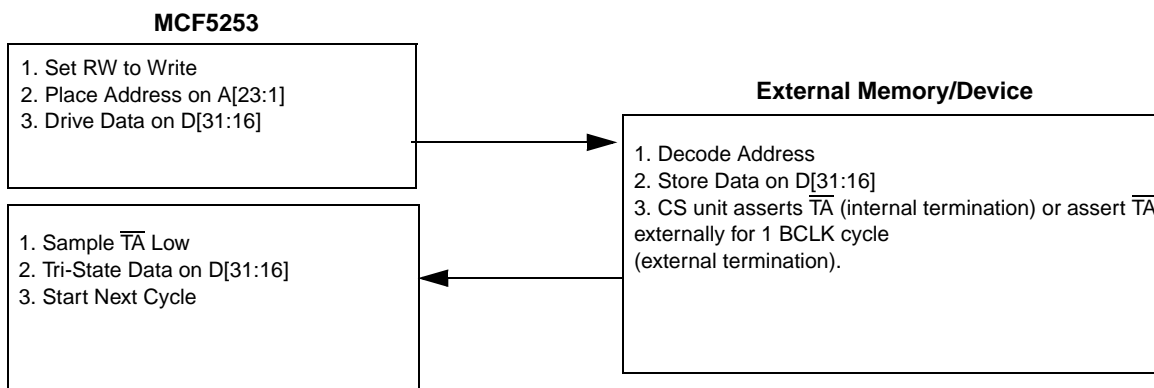 MCF5253
1. Set RW to Write
2. Place Address on A[23:1]
3. Drive Data on D[31:16]
External Memory/Device
1. Decode Address
2. Store Data on D[31:16]
3. CS unit asserts T̅A̅ (internal termination) or assert T̅A̅
externally for 1 BCLK cycle
(external termination).
1. Sample T̅A̅ Low
2. Tri-State Data on D[31:16]
3. Start Next Cycle